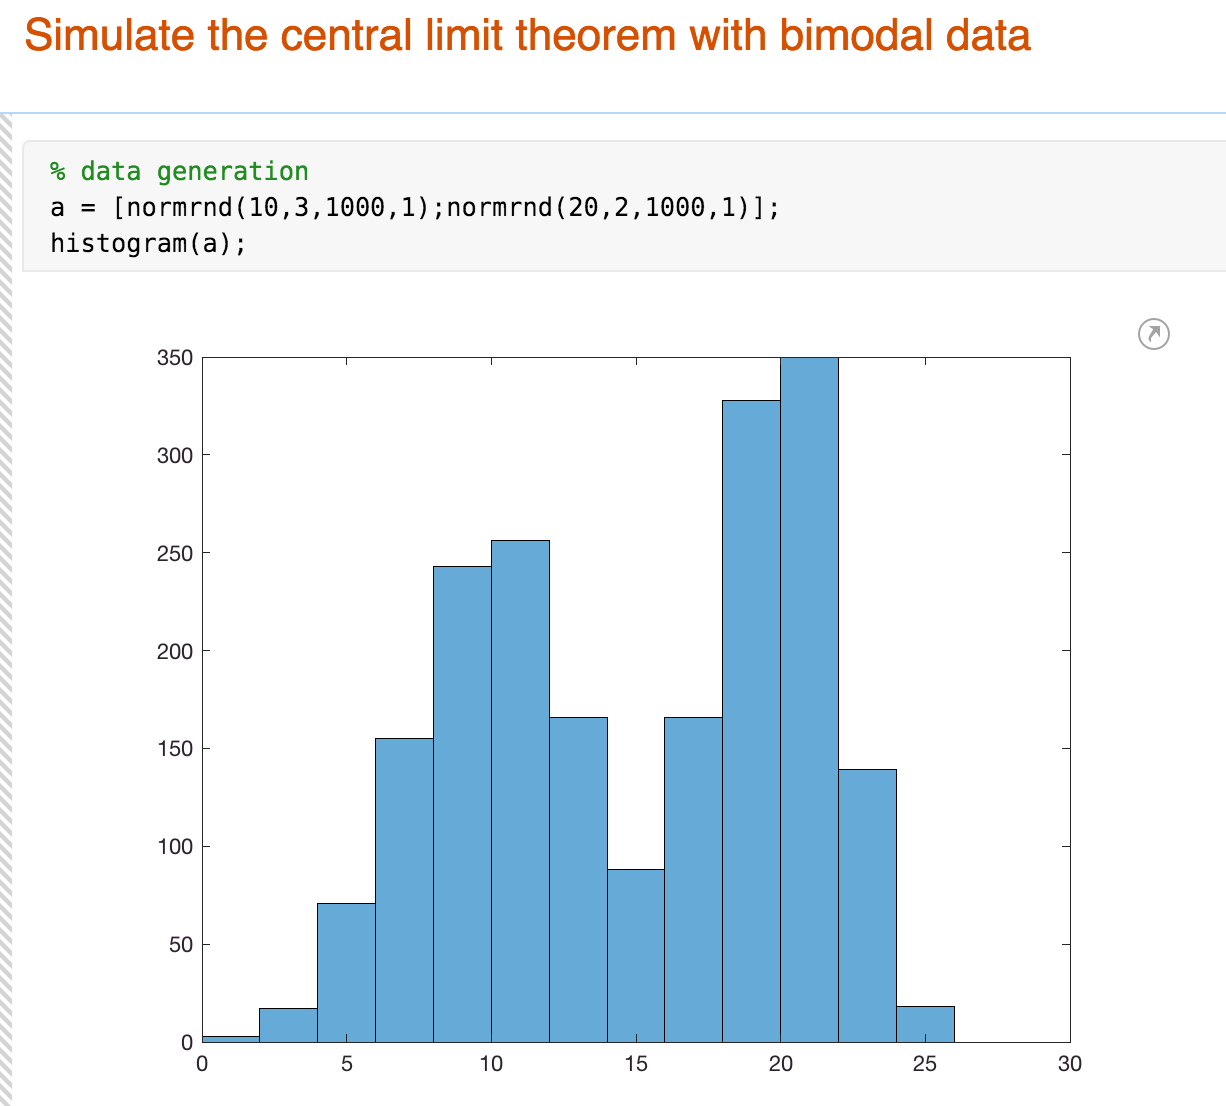 Simulate the central limit theorem with bimodal data
% data generation
a = [normrnd(10,3,1000,1);normrnd(20,2,1000,1)];
histogram(a);
350
300
250
200
150
100
50
0
0 5 10 15 20 25 30